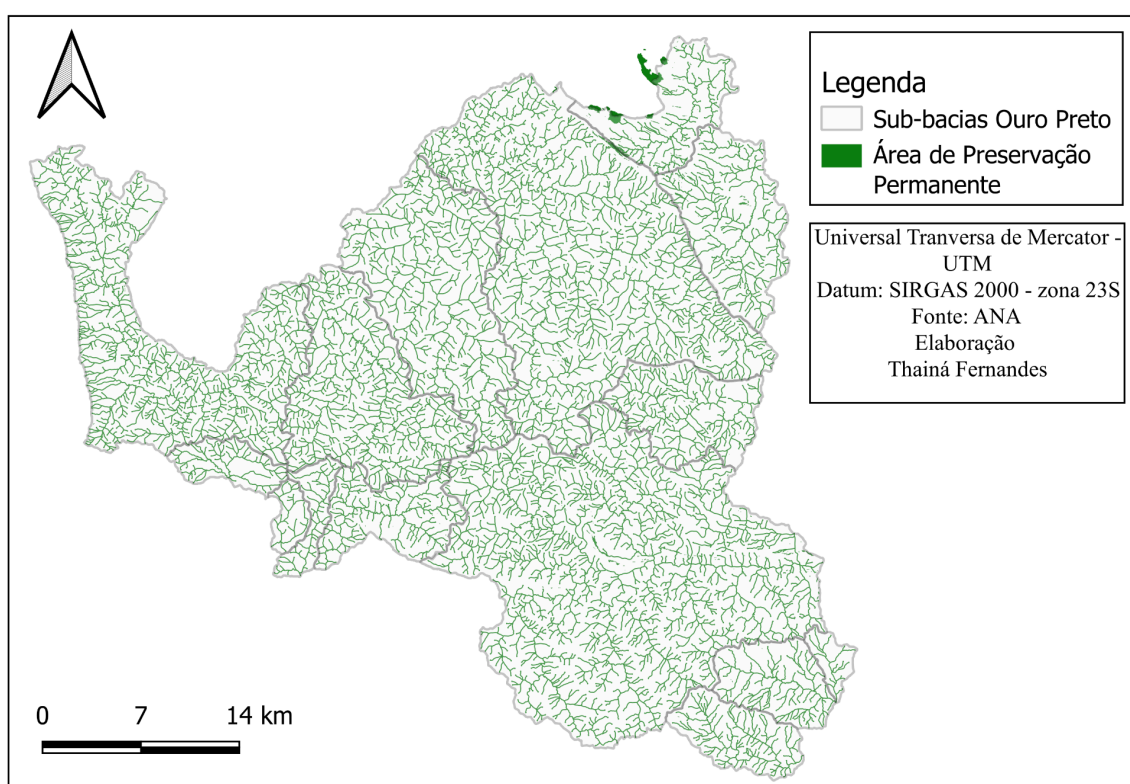 Legenda
Sub-bacias Ouro Preto
Área de Preservação
Permanente
Universal Tranversa de Mercator -
UTM
Datum: SIRGAS 2000 - zona 23S
Fonte: ANA
Elaboração
Thainá Fernandes
0 7 14 km